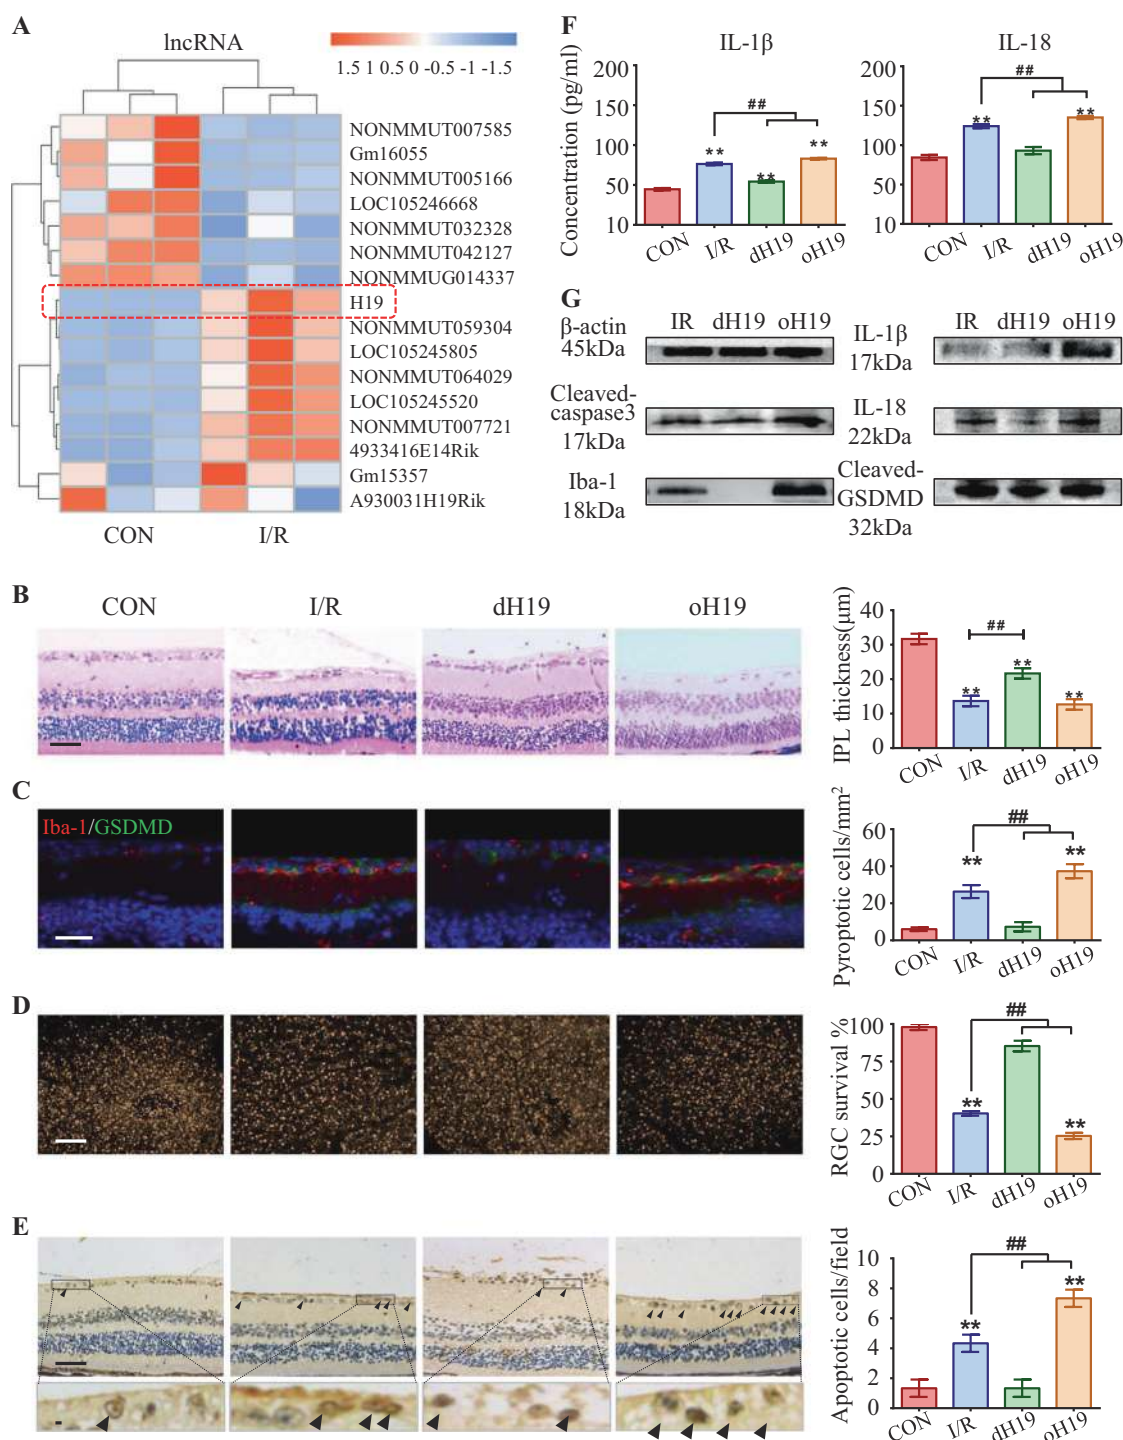 A
lncRNA
1.5 1 0.5 0 -0.5 -1 -1.5
NONMMUT007585
Gm16055
NONMMUT005166
LOC105246668
NONMMUT032328
NONMMUT042127
NONMMUG014337
H19
NONMMUT059304
LOC105245805
NONMMUT064029
LOC105245520
NONMMUT007721
4933416E14Rik
Gm15357
A930031H19Rik
CON I/R
F
IL-1β
Concentration (pg/ml)
200
150
100
50
10
##
**
**
**
CON I/R dH19 oH19
IL-18
200
150
100
50
10
##
**
**
CON I/R dH19 oH19
G
IR dH19 oH19
β-actin
45kDa
Cleaved-
caspase3
17kDa
Iba-1
18kDa
IR dH19 oH19
IL-1β
17kDa
IL-18
22kDa
Cleaved-
GSDMD
32kDa
B
CON I/R dH19 oH19
IPL thickness(μm)
40
30
20
10
0
##
**
**
**
CON I/R dH19 oH19
C
Iba-1/GSDMD
Pyroptotic cells/mm²
60
40
20
0
##
**
**
CON I/R dH19 oH19
D
RGC survival %
100
75
50
25
0
##
**
**
CON I/R dH19 oH19
E
Apoptotic cells/field
10
8
6
4
2
0
##
**
**
CON I/R dH19 oH19